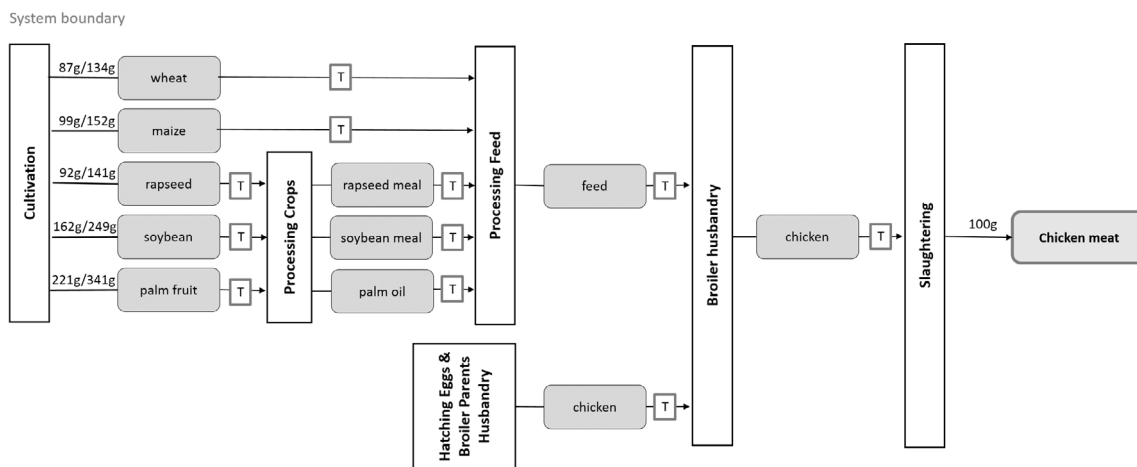 System boundary
Cultivation
87g/134g
wheat
T
99g/152g
maize
T
92g/141g
rapseed
T
162g/249g
soybean
T
221g/341g
palm fruit
T
Processing Crops
rapseed meal
T
soybean meal
T
palm oil
T
Processing Feed
feed
T
Hatching Eggs &
Broiler Parents
Husbandry
chicken
T
Broiler husbandry
chicken
T
Slaughtering
100g
Chicken meat